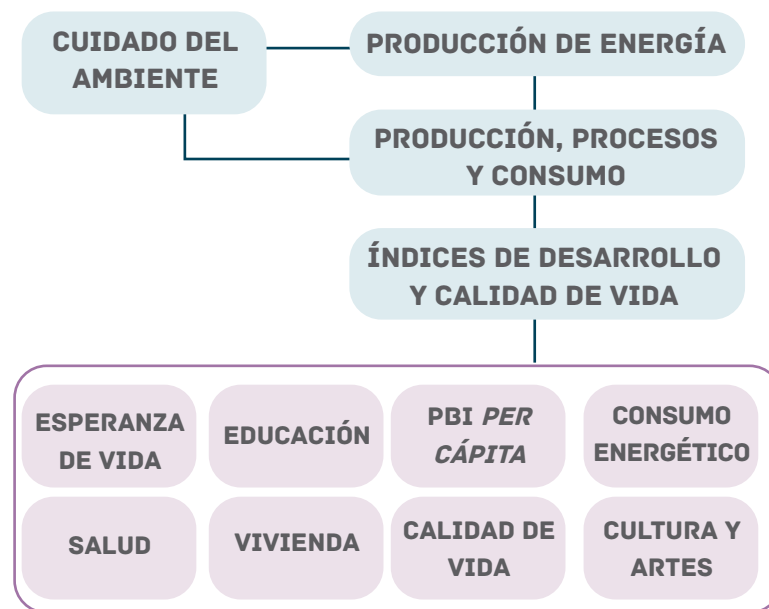 CUIDADO DEL
AMBIENTE
PRODUCCIÓN DE ENERGÍA
PRODUCCIÓN, PROCESOS
Y CONSUMO
ÍNDICES DE DESARROLLO
Y CALIDAD DE VIDA
ESPERANZA
DE VIDA
EDUCACIÓN
PBI PER
CÁPITA
CONSUMO
ENERGÉTICO
SALUD
VIVIENDA
CALIDAD DE
VIDA
CULTURA Y
ARTES